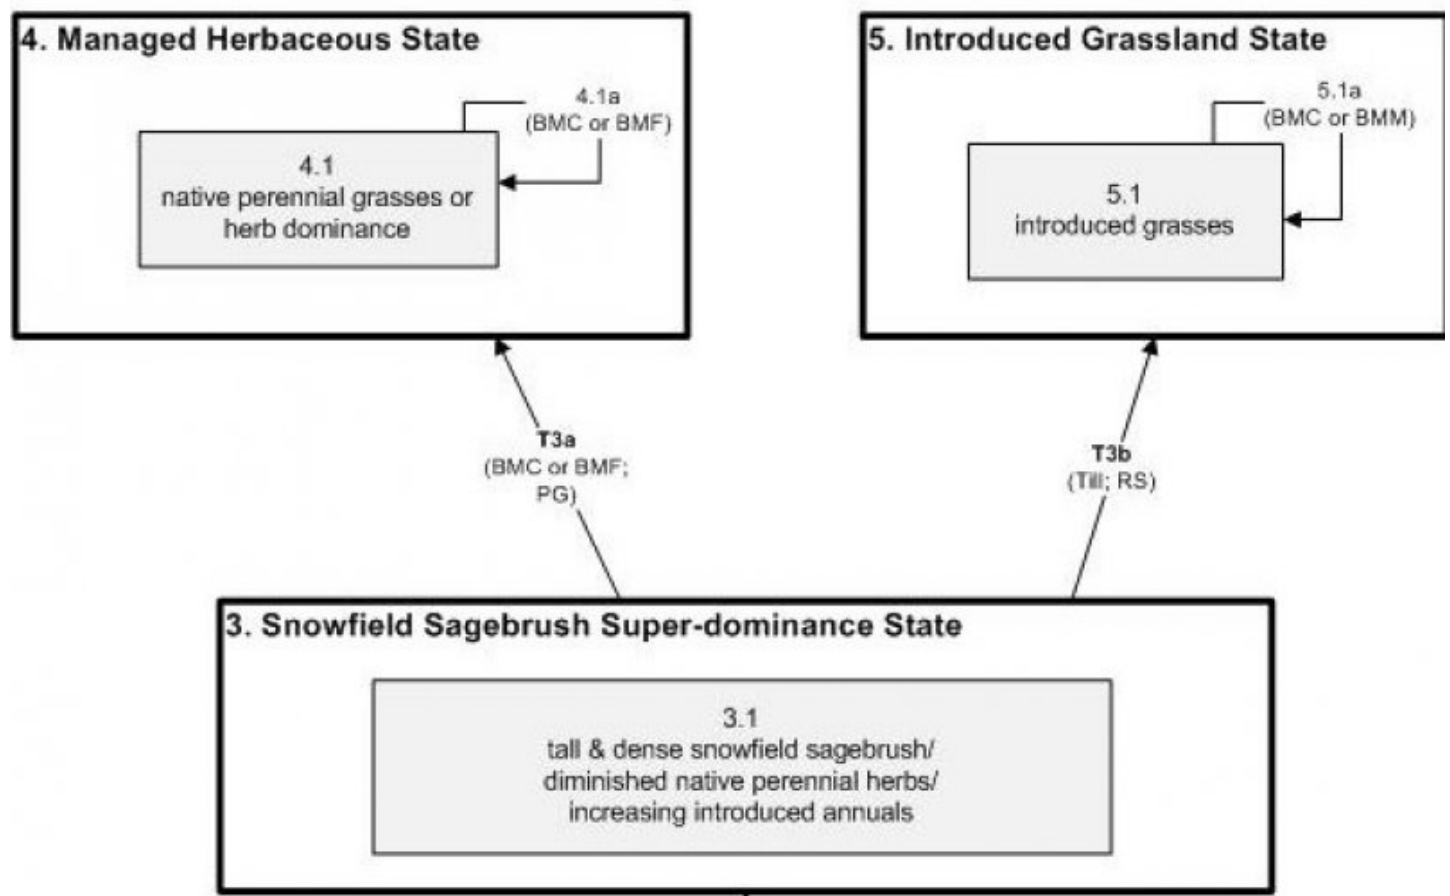 4. Managed Herbaceous State
4.1a
(BMC or BMF)
4.1
native perennial grasses or
herb dominance
5. Introduced Grassland State
5.1a
(BMC or BMM)
5.1
introduced grasses
T3a
(BMC or BMF;
PG)
T3b
(Till; RS)
3. Snowfield Sagebrush Super-dominance State
3.1
tall & dense snowfield sagebrush/
diminished native perennial herbs/
increasing introduced annuals